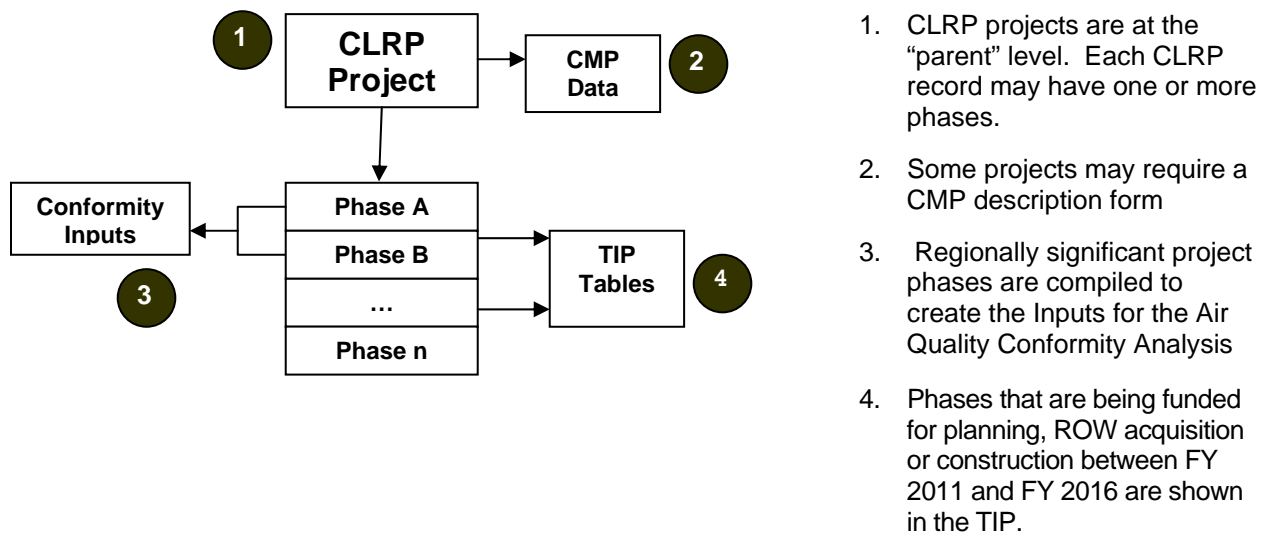 1
CLRP
Project
CMP
Data
2
Conformity
Inputs
3
Phase A
Phase B
…
Phase n
TIP
Tables
4
1. CLRP projects are at the
“parent” level. Each CLRP
record may have one or more
phases.
2. Some projects may require a
CMP description form
3. Regionally significant project
phases are compiled to
create the Inputs for the Air
Quality Conformity Analysis
4. Phases that are being funded
for planning, ROW acquisition
or construction between FY
2011 and FY 2016 are shown
in the TIP.